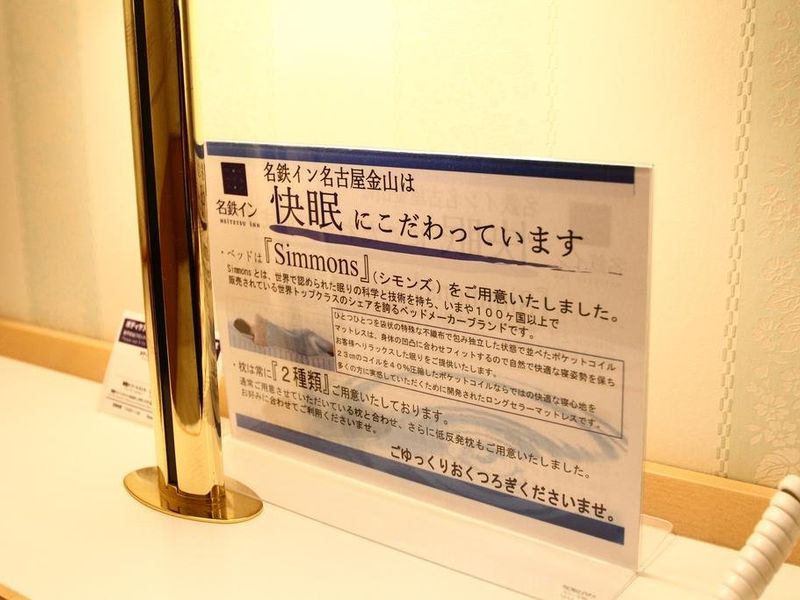 名鉄イン
MEITETSU INN
名鉄イン名古屋金山は
快眠にこだわっています
・ベッドは『Simmons』(シモンズ)をご用意いたしました。
Simmonsとは、世界で認められた眠りの科学と技術を持ち、いまや100ヶ国以上で
販売されている世界トップクラスのシェアを誇るベッドメーカーブランドです。
ひとつひとつを袋状の特殊な不織布で包み独立した状態で並べたポケットコイル
マットレスは、身体の凹凸に合わせフィットするので自然で快適な寝姿勢を保ち
お客様へリラックスした眠りをご提供いたします。
23cmのコイルを40%圧縮したポケットコイルならではの快適な寝心地を
多くの方に実感していただくために開発されたロングセラーマットレスです。
・枕は常に『2種類』ご用意いたしております。
通常ご用意させていただいている枕と合わせ、さらに低反発枕もご用意いたしました。
お好みに合わせてご利用くださいませ。
ごゆっくりおくつろぎくださいませ。